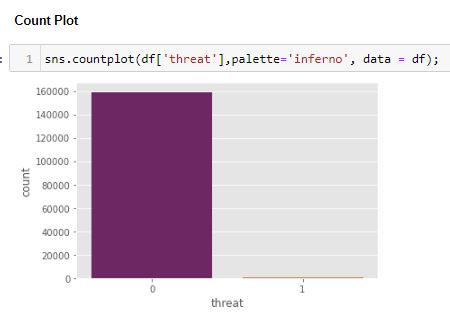 Count Plot
: 1 sns.countplot(df['threat'],palette='inferno', data = df);
160000
140000
120000
100000
80000
60000
40000
20000
0
count
0 1
threat